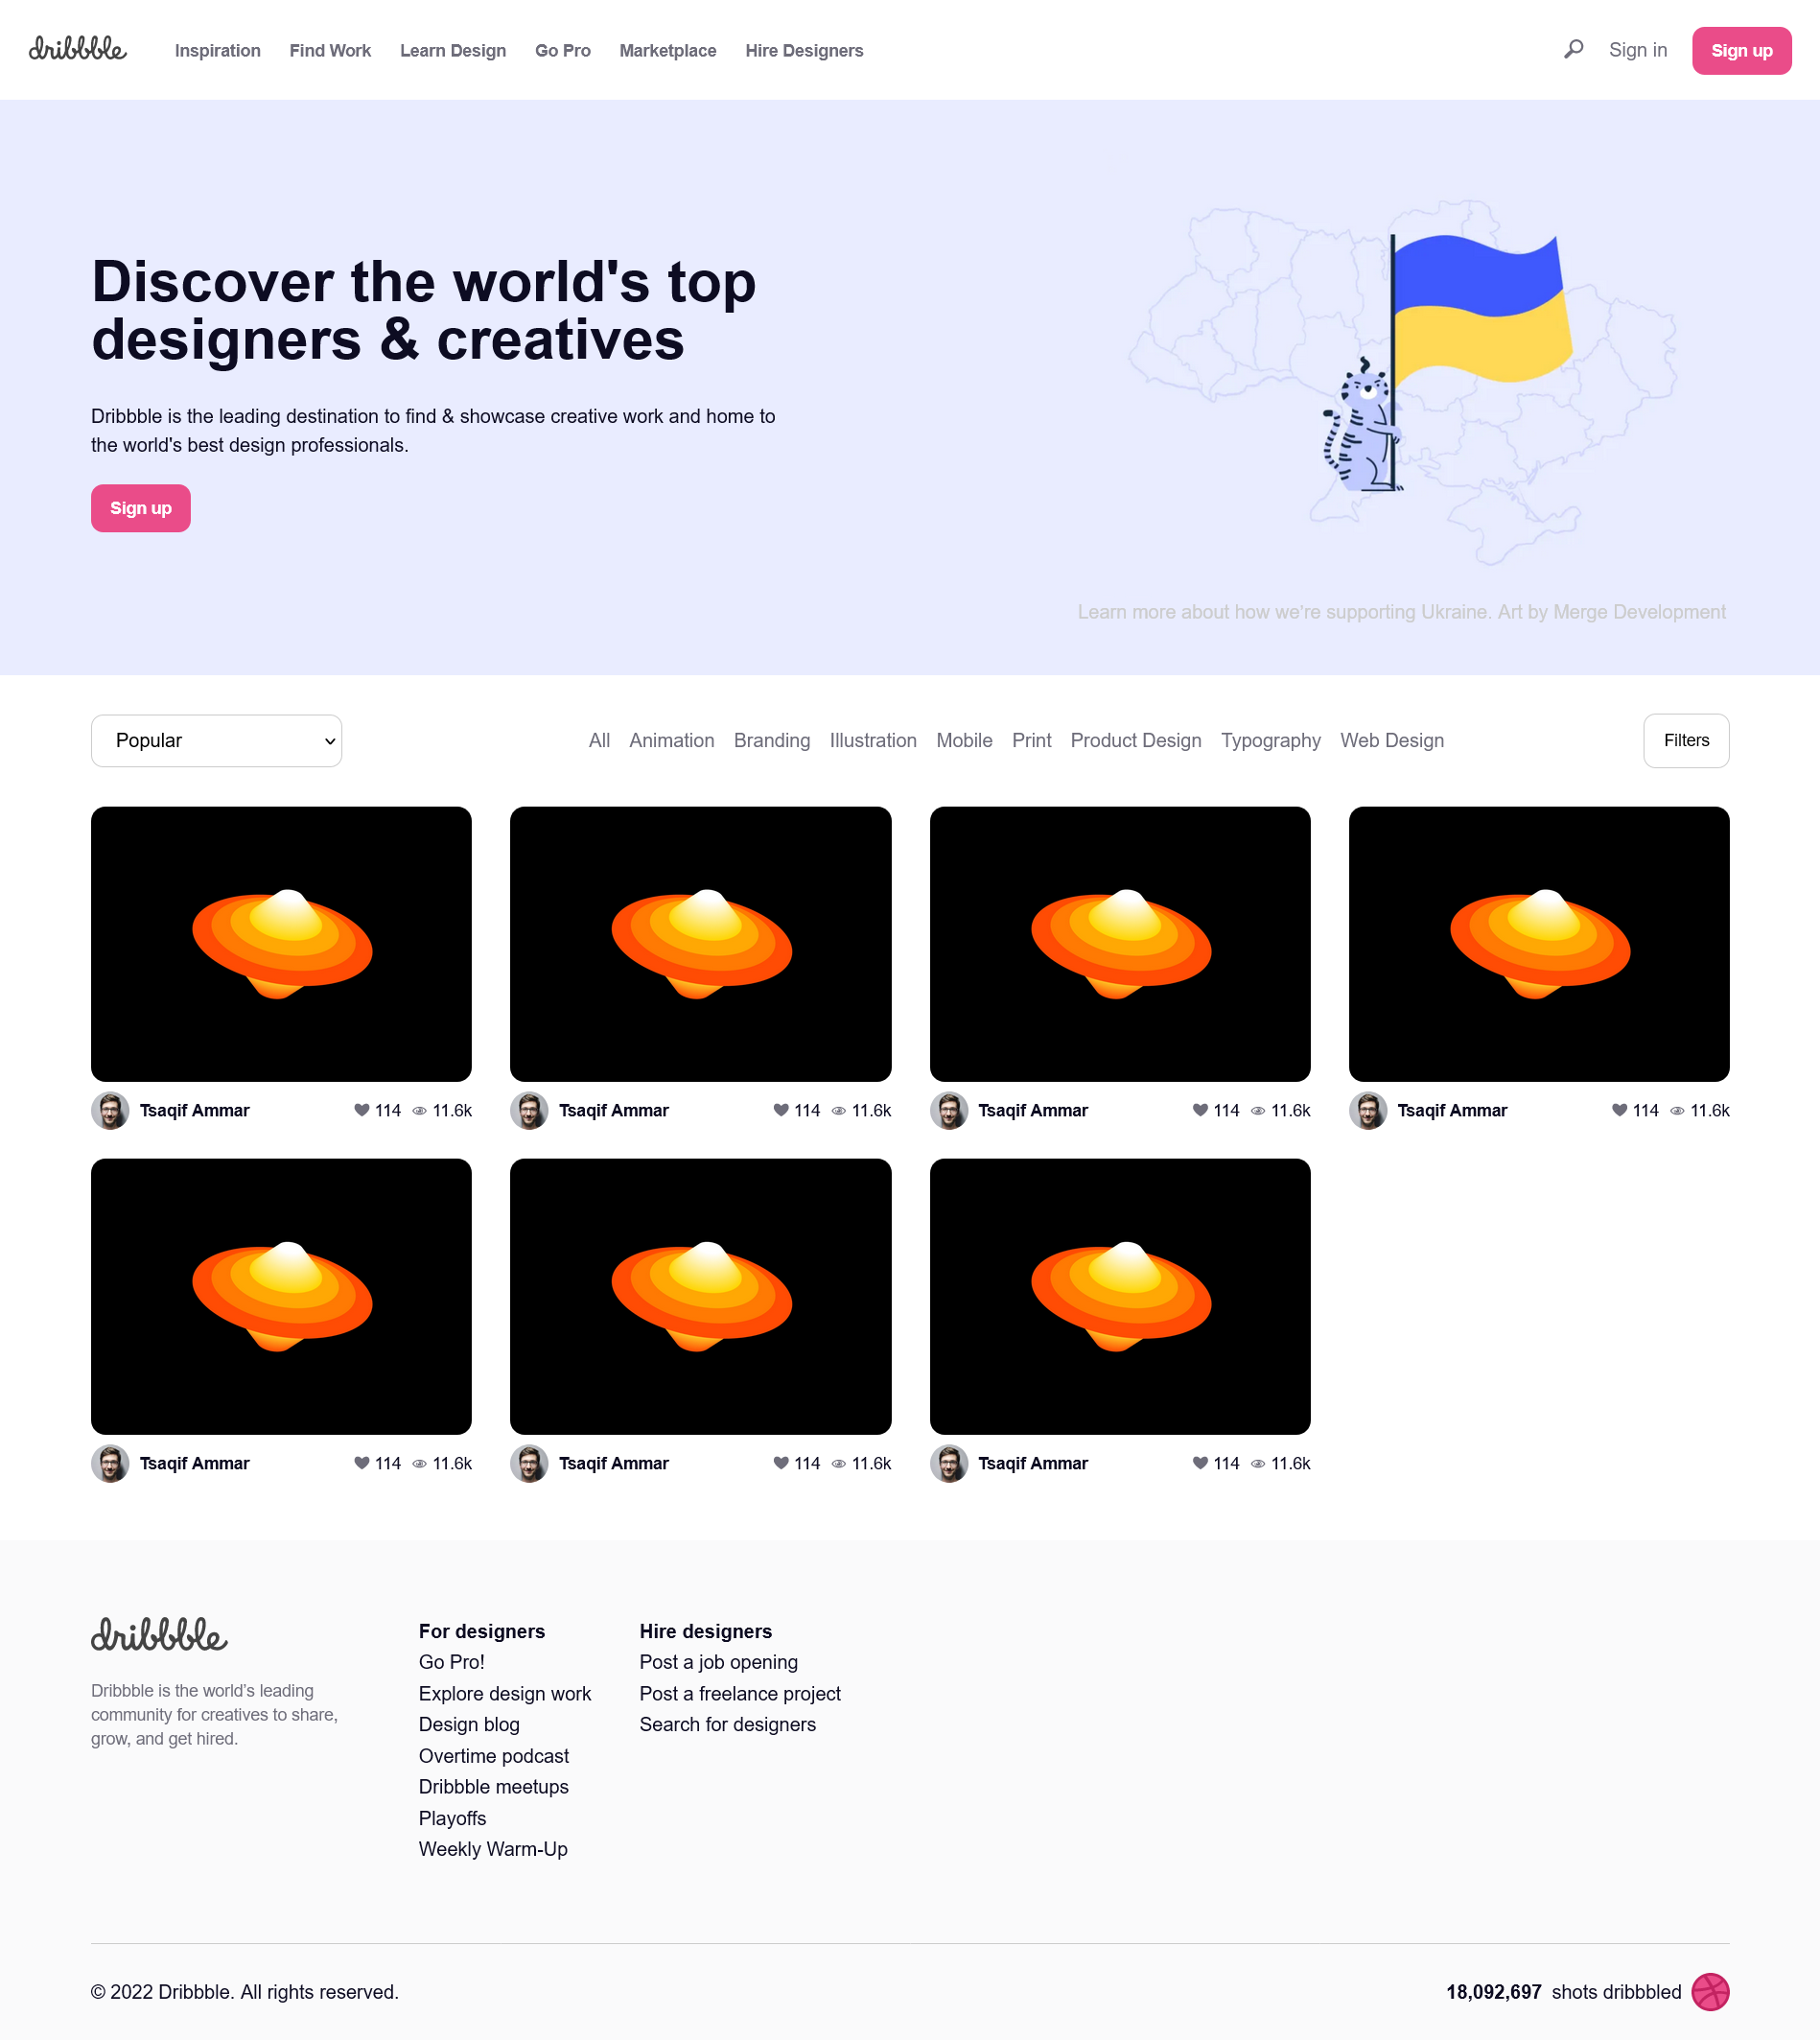 dribbble Inspiration Find Work Learn Design Go Pro Marketplace Hire Designers Sign in Sign up
Discover the world's top
designers & creatives
Dribbble is the leading destination to find & showcase creative work and home to
the world's best design professionals.
Sign up
Learn more about how we're supporting Ukraine. Art by Merge Development
Popular All Animation Branding Illustration Mobile Print Product Design Typography Web Design Filters
Tsaqif Ammar 114 11.6k Tsaqif Ammar 114 11.6k Tsaqif Ammar 114 11.6k Tsaqif Ammar 114 11.6k
Tsaqif Ammar 114 11.6k Tsaqif Ammar 114 11.6k Tsaqif Ammar 114 11.6k
dribbble
Dribbble is the world's leading
community for creatives to share,
grow, and get hired.
For designers
Go Pro!
Explore design work
Design blog
Overtime podcast
Dribbble meetups
Playoffs
Weekly Warm-Up
Hire designers
Post a job opening
Post a freelance project
Search for designers
© 2022 Dribbble. All rights reserved. 18,092,697 shots dribbbled